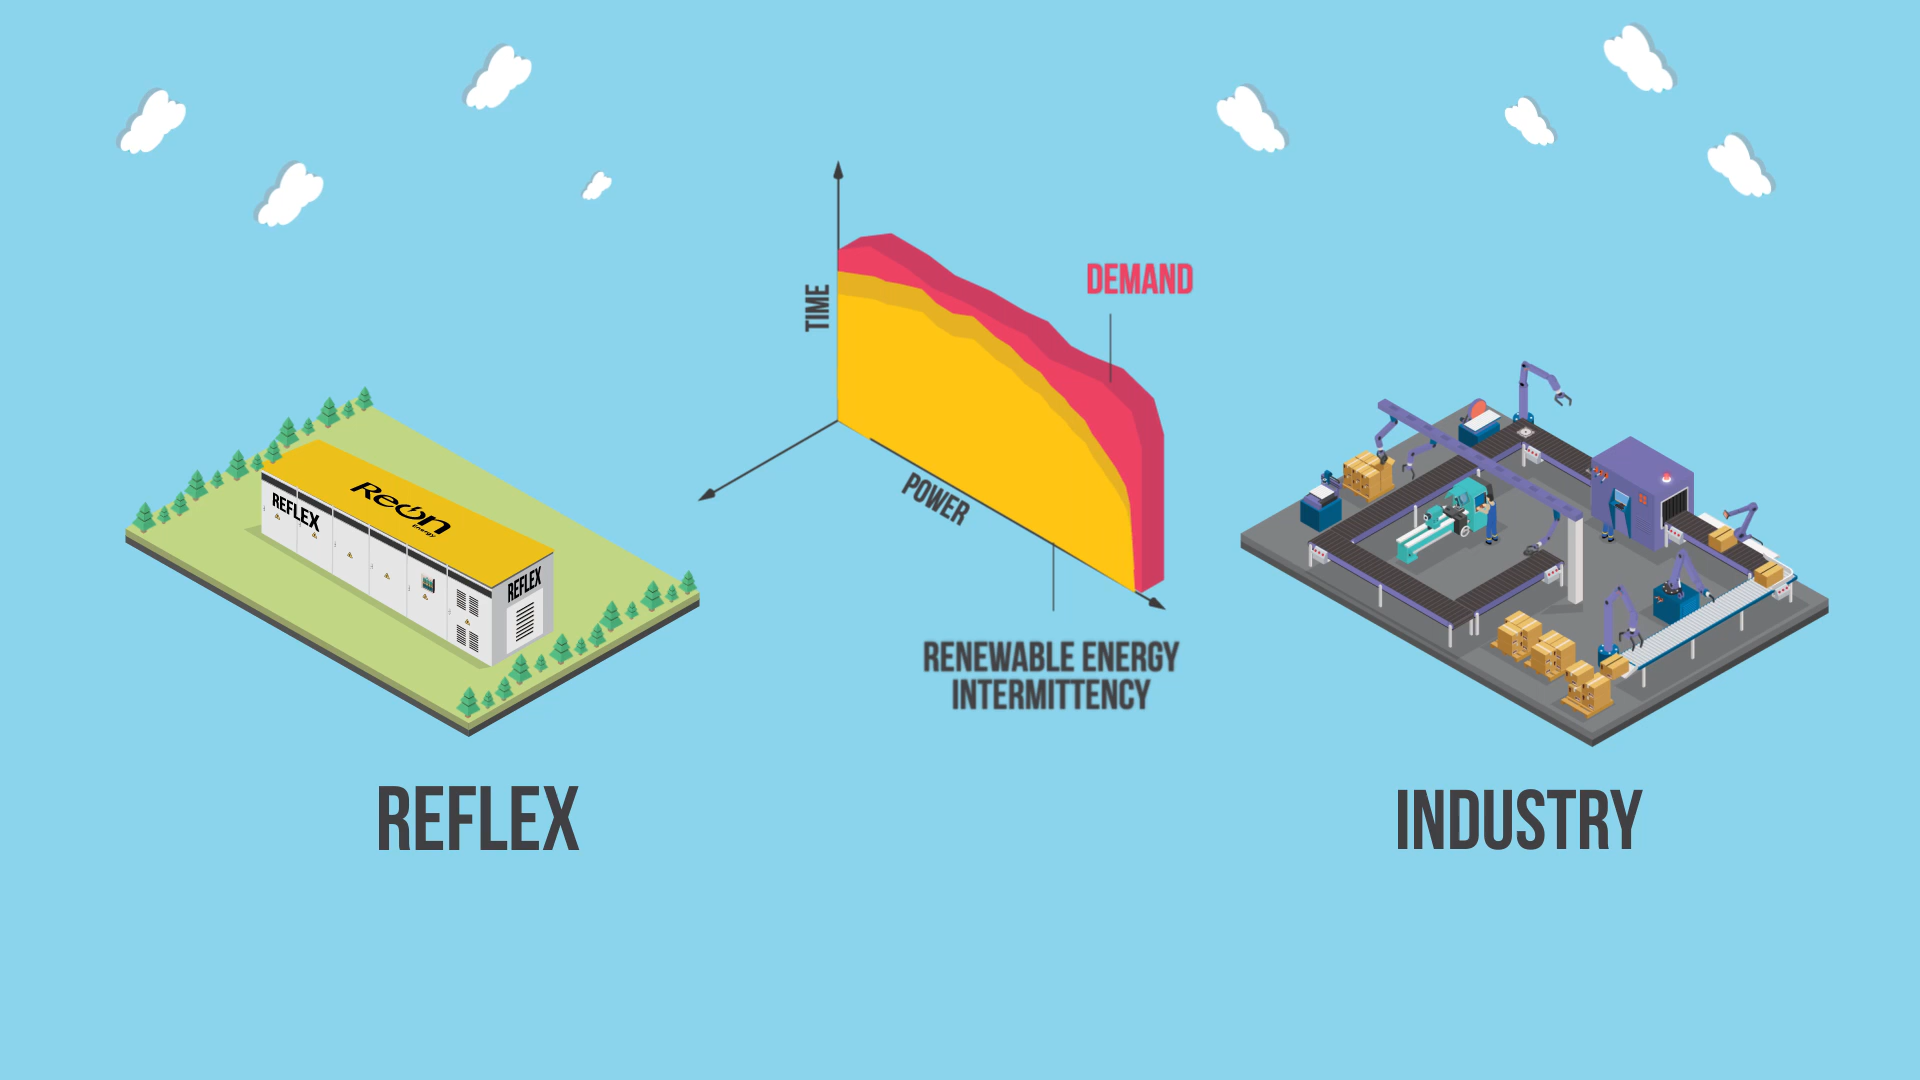 DEMAND
TIME
POWER
Reon
Energy
REFLEX
REFLEX
RENEWABLE ENERGY
INTERMITTENCY
REFLEX
INDUSTRY